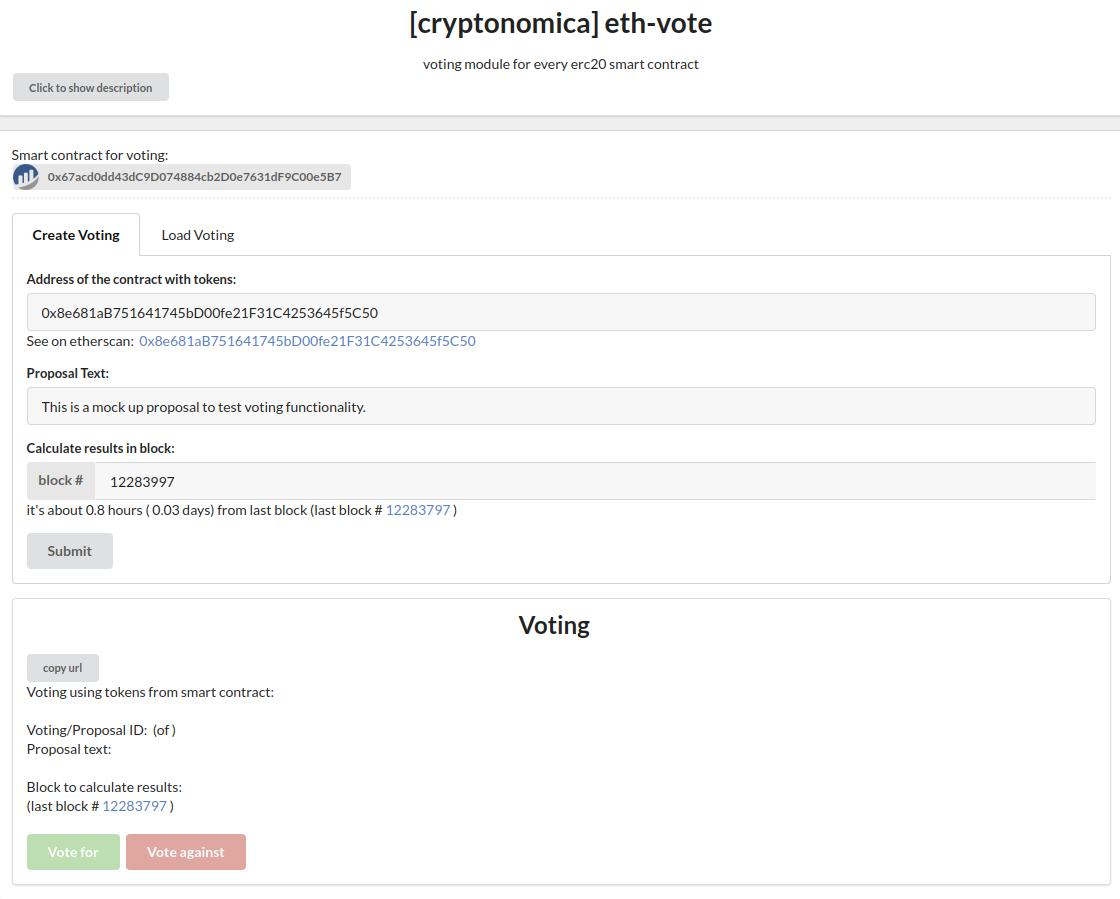 [cryptonomica] eth-vote
voting module for every erc20 smart contract
Click to show description
Smart contract for voting:
0x67acd0dd43dC9D074884cb2D0e7631dF9C00e5B7
Create Voting
Load Voting
Address of the contract with tokens:
0x8e681aB751641745bD00fe21F31C4253645f5C50
See on etherscan: 0x8e681aB751641745bD00fe21F31C4253645f5C50
Proposal Text:
This is a mock up proposal to test voting functionality.
Calculate results in block:
block # 12283997
it's about 0.8 hours ( 0.03 days) from last block (last block # 12283797 )
Submit
Voting
copy url
Voting using tokens from smart contract:
Voting/Proposal ID: (of )
Proposal text:
Block to calculate results:
(last block # 12283797 )
Vote for
Vote against